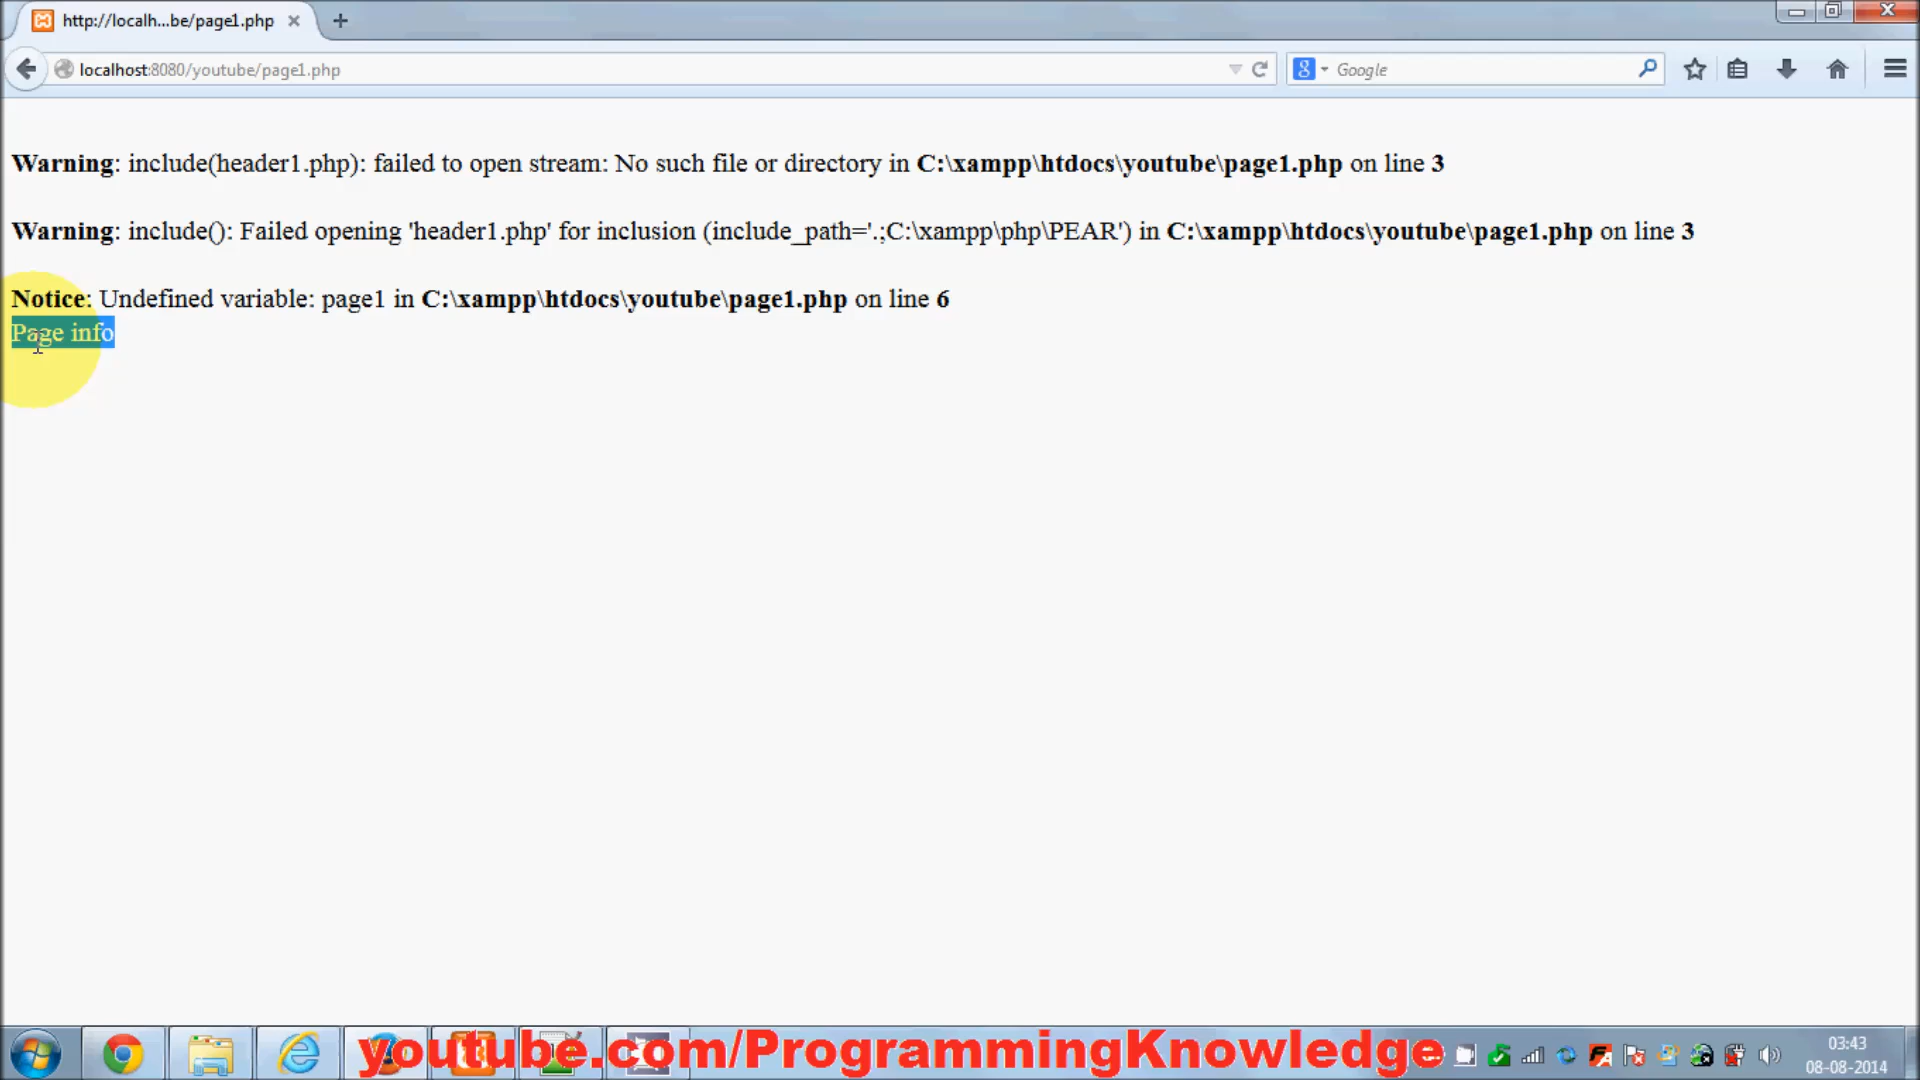 http://localh...be/page1.php
localhost:8080/youtube/page1.php
Google
Warning: include(header1.php): failed to open stream: No such file or directory in C:\xampp\htdocs\youtube\page1.php on line 3
Warning: include(): Failed opening 'header1.php' for inclusion (include_path='.;C:\xampp\php\PEAR') in C:\xampp\htdocs\youtube\page1.php on line 3
Notice: Undefined variable: page1 in C:\xampp\htdocs\youtube\page1.php on line 6
Page info
youtube.com/ProgrammingKnowledge
03:43
08-08-2014